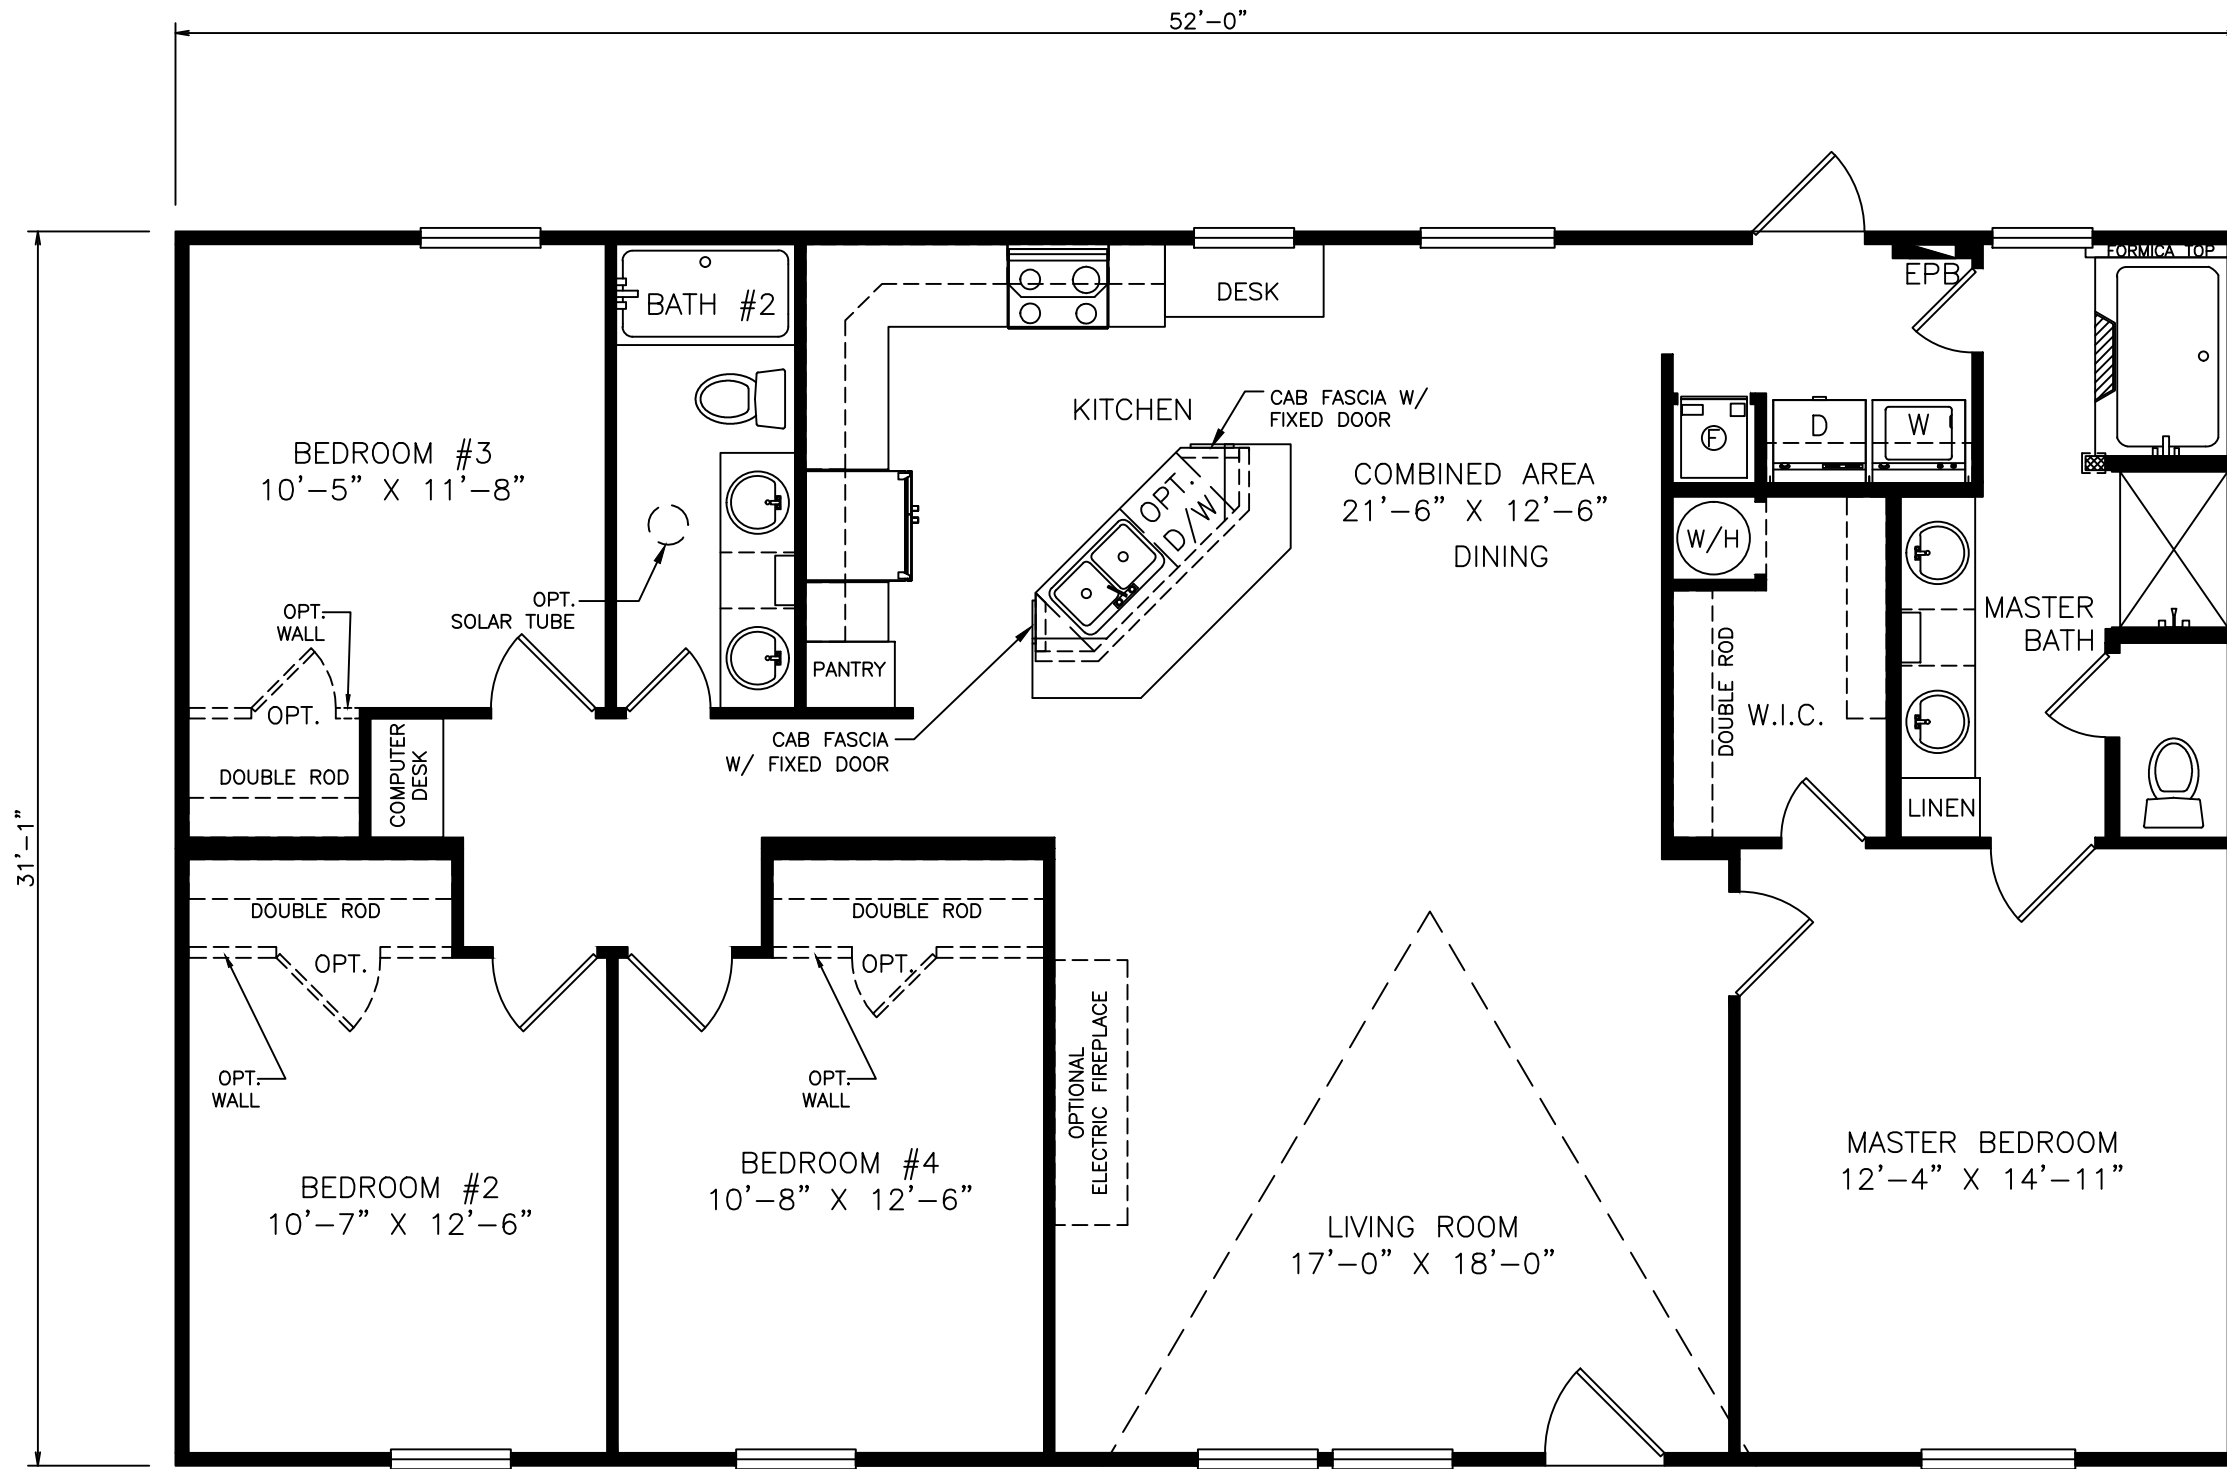 52'-0"
31'-1"
FORMICA TOP
EPB
DESK
BATH #2
KITCHEN
CAB FASCIA W/
FIXED DOOR
BEDROOM #3
10'-5" X 11'-8"
COMBINED AREA
21'-6" X 12'-6"
DINING
OPT.
D/W
F
D
W
W/H
OPT.
SOLAR TUBE
OPT.
WALL
OPT.
DOUBLE ROD
COMPUTER
DESK
PANTRY
CAB FASCIA
W/ FIXED DOOR
DOUBLE ROD
W.I.C.
MASTER
BATH
LINEN
DOUBLE ROD
OPT.
OPT.
WALL
DOUBLE ROD
OPT.
OPT.
WALL
OPTIONAL
ELECTRIC FIREPLACE
BEDROOM #2
10'-7" X 12'-6"
BEDROOM #4
10'-8" X 12'-6"
LIVING ROOM
17'-0" X 18'-0"
MASTER BEDROOM
12'-4" X 14'-11"